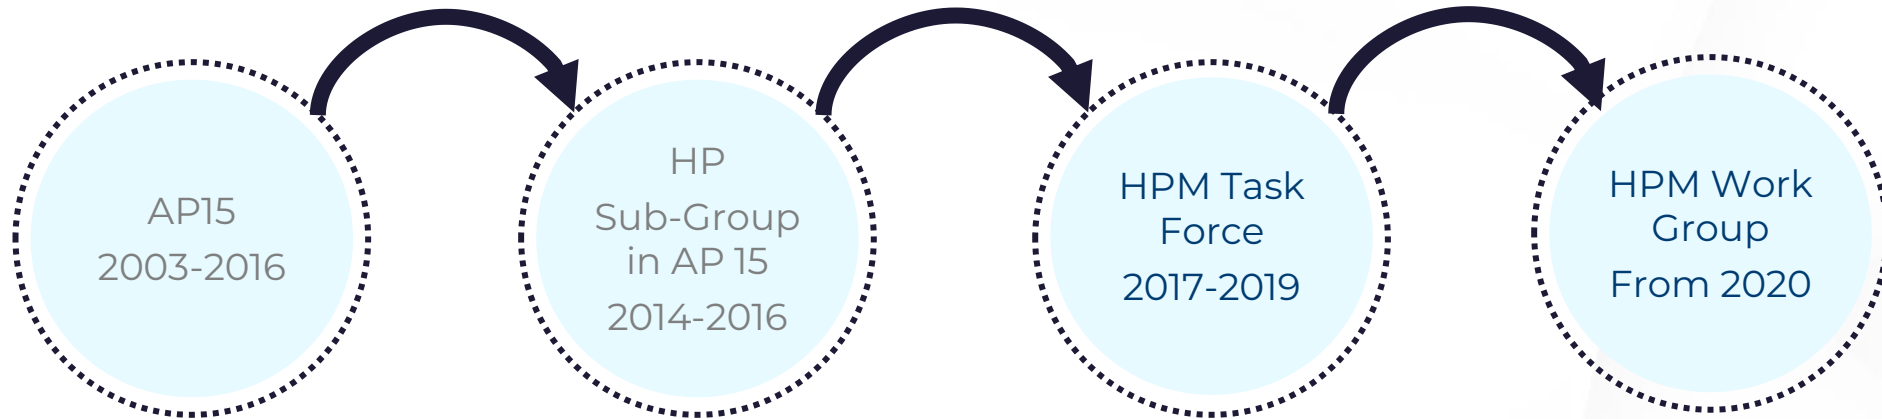 AP15
2003-2016
HP
Sub-Group
in AP 15
2014-2016
HPM Task
Force
2017-2019
HPM Work
Group
From 2020